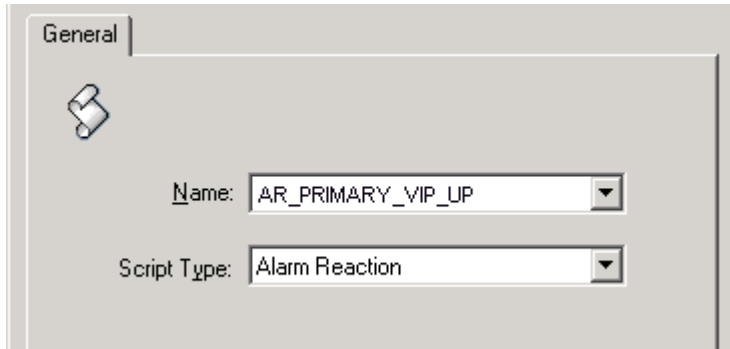 General
Name: AR_PRIMARY_VIP_UP
Script Type: Alarm Reaction